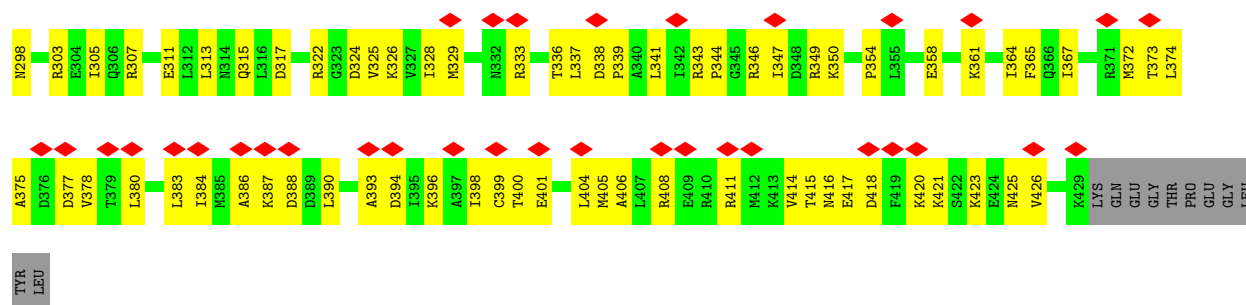 N298 R303 E304 I305 Q306 R307 E311 L312 L313 N314 Q315 L316 D317 R322 G323 D324 V325 K326 V327 I328 M329 N332 R333 T336 L337 D338 P339 A340 L341 I342 R343 P344 G345 R346 I347 D348 R349 K350 P354 L355 E358 K361 I364 F365 Q366 I367 R371 M372 T373 L374
A375 D376 D377 V378 T379 L380 L383 I384 M385 A386 K387 D388 D389 L390 A393 D394 I395 K396 A397 I398 C399 T400 E401 L404 M405 A406 L407 R408 E409 R410 R411 M412 K413 V414 T415 N416 E417 D418 F419 K420 K421 S422 K423 E424 N425 V426 K429 LYS GLN GLU GLY THR PRO GLU GLY LEU
TYR LEU